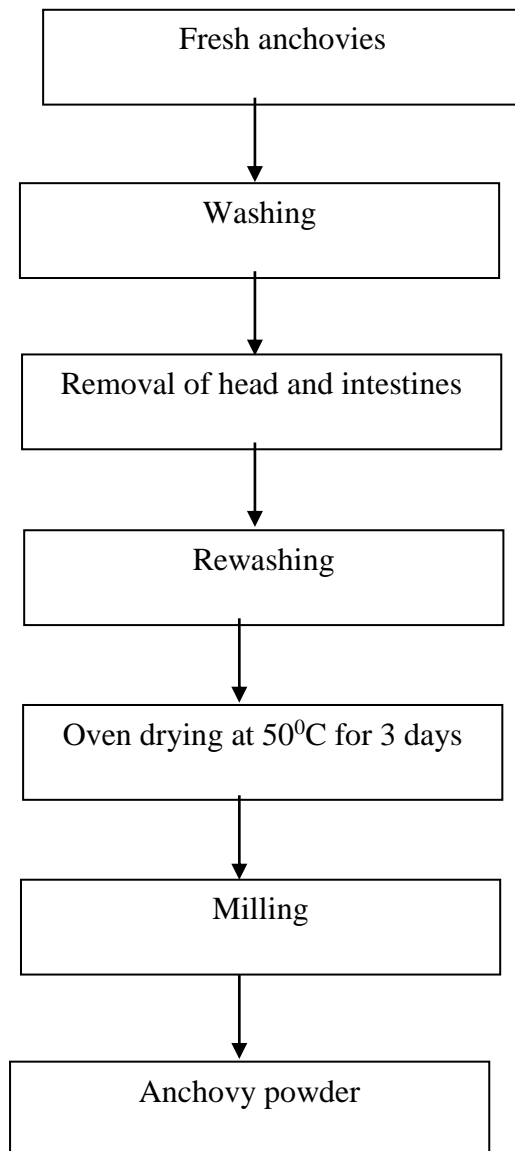 Fresh anchovies
Washing
Removal of head and intestines
Rewashing
Oven drying at 50⁰C for 3 days
Milling
Anchovy powder